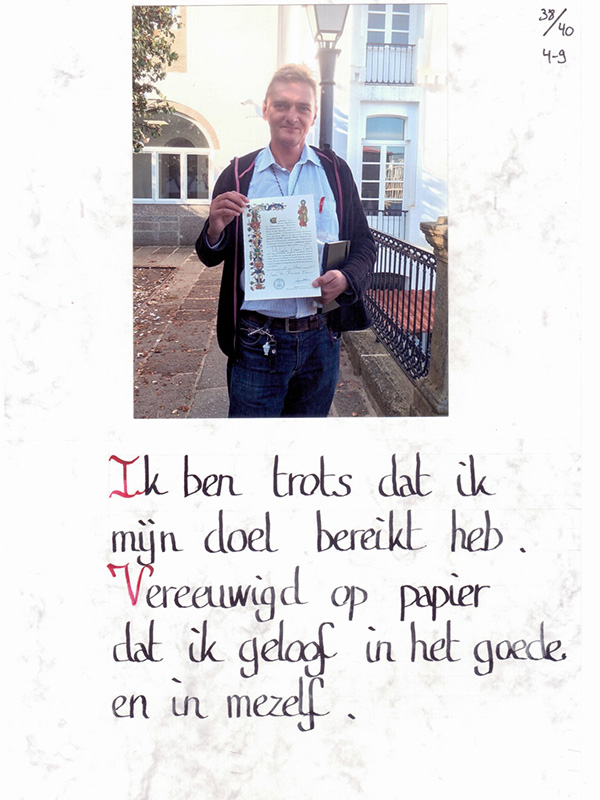 38/40
4-9
Ik ben trots dat ik
mijn doel bereikt heb.
Vereeuwigd op papier
dat ik geloof in het goede
en in mezelf.